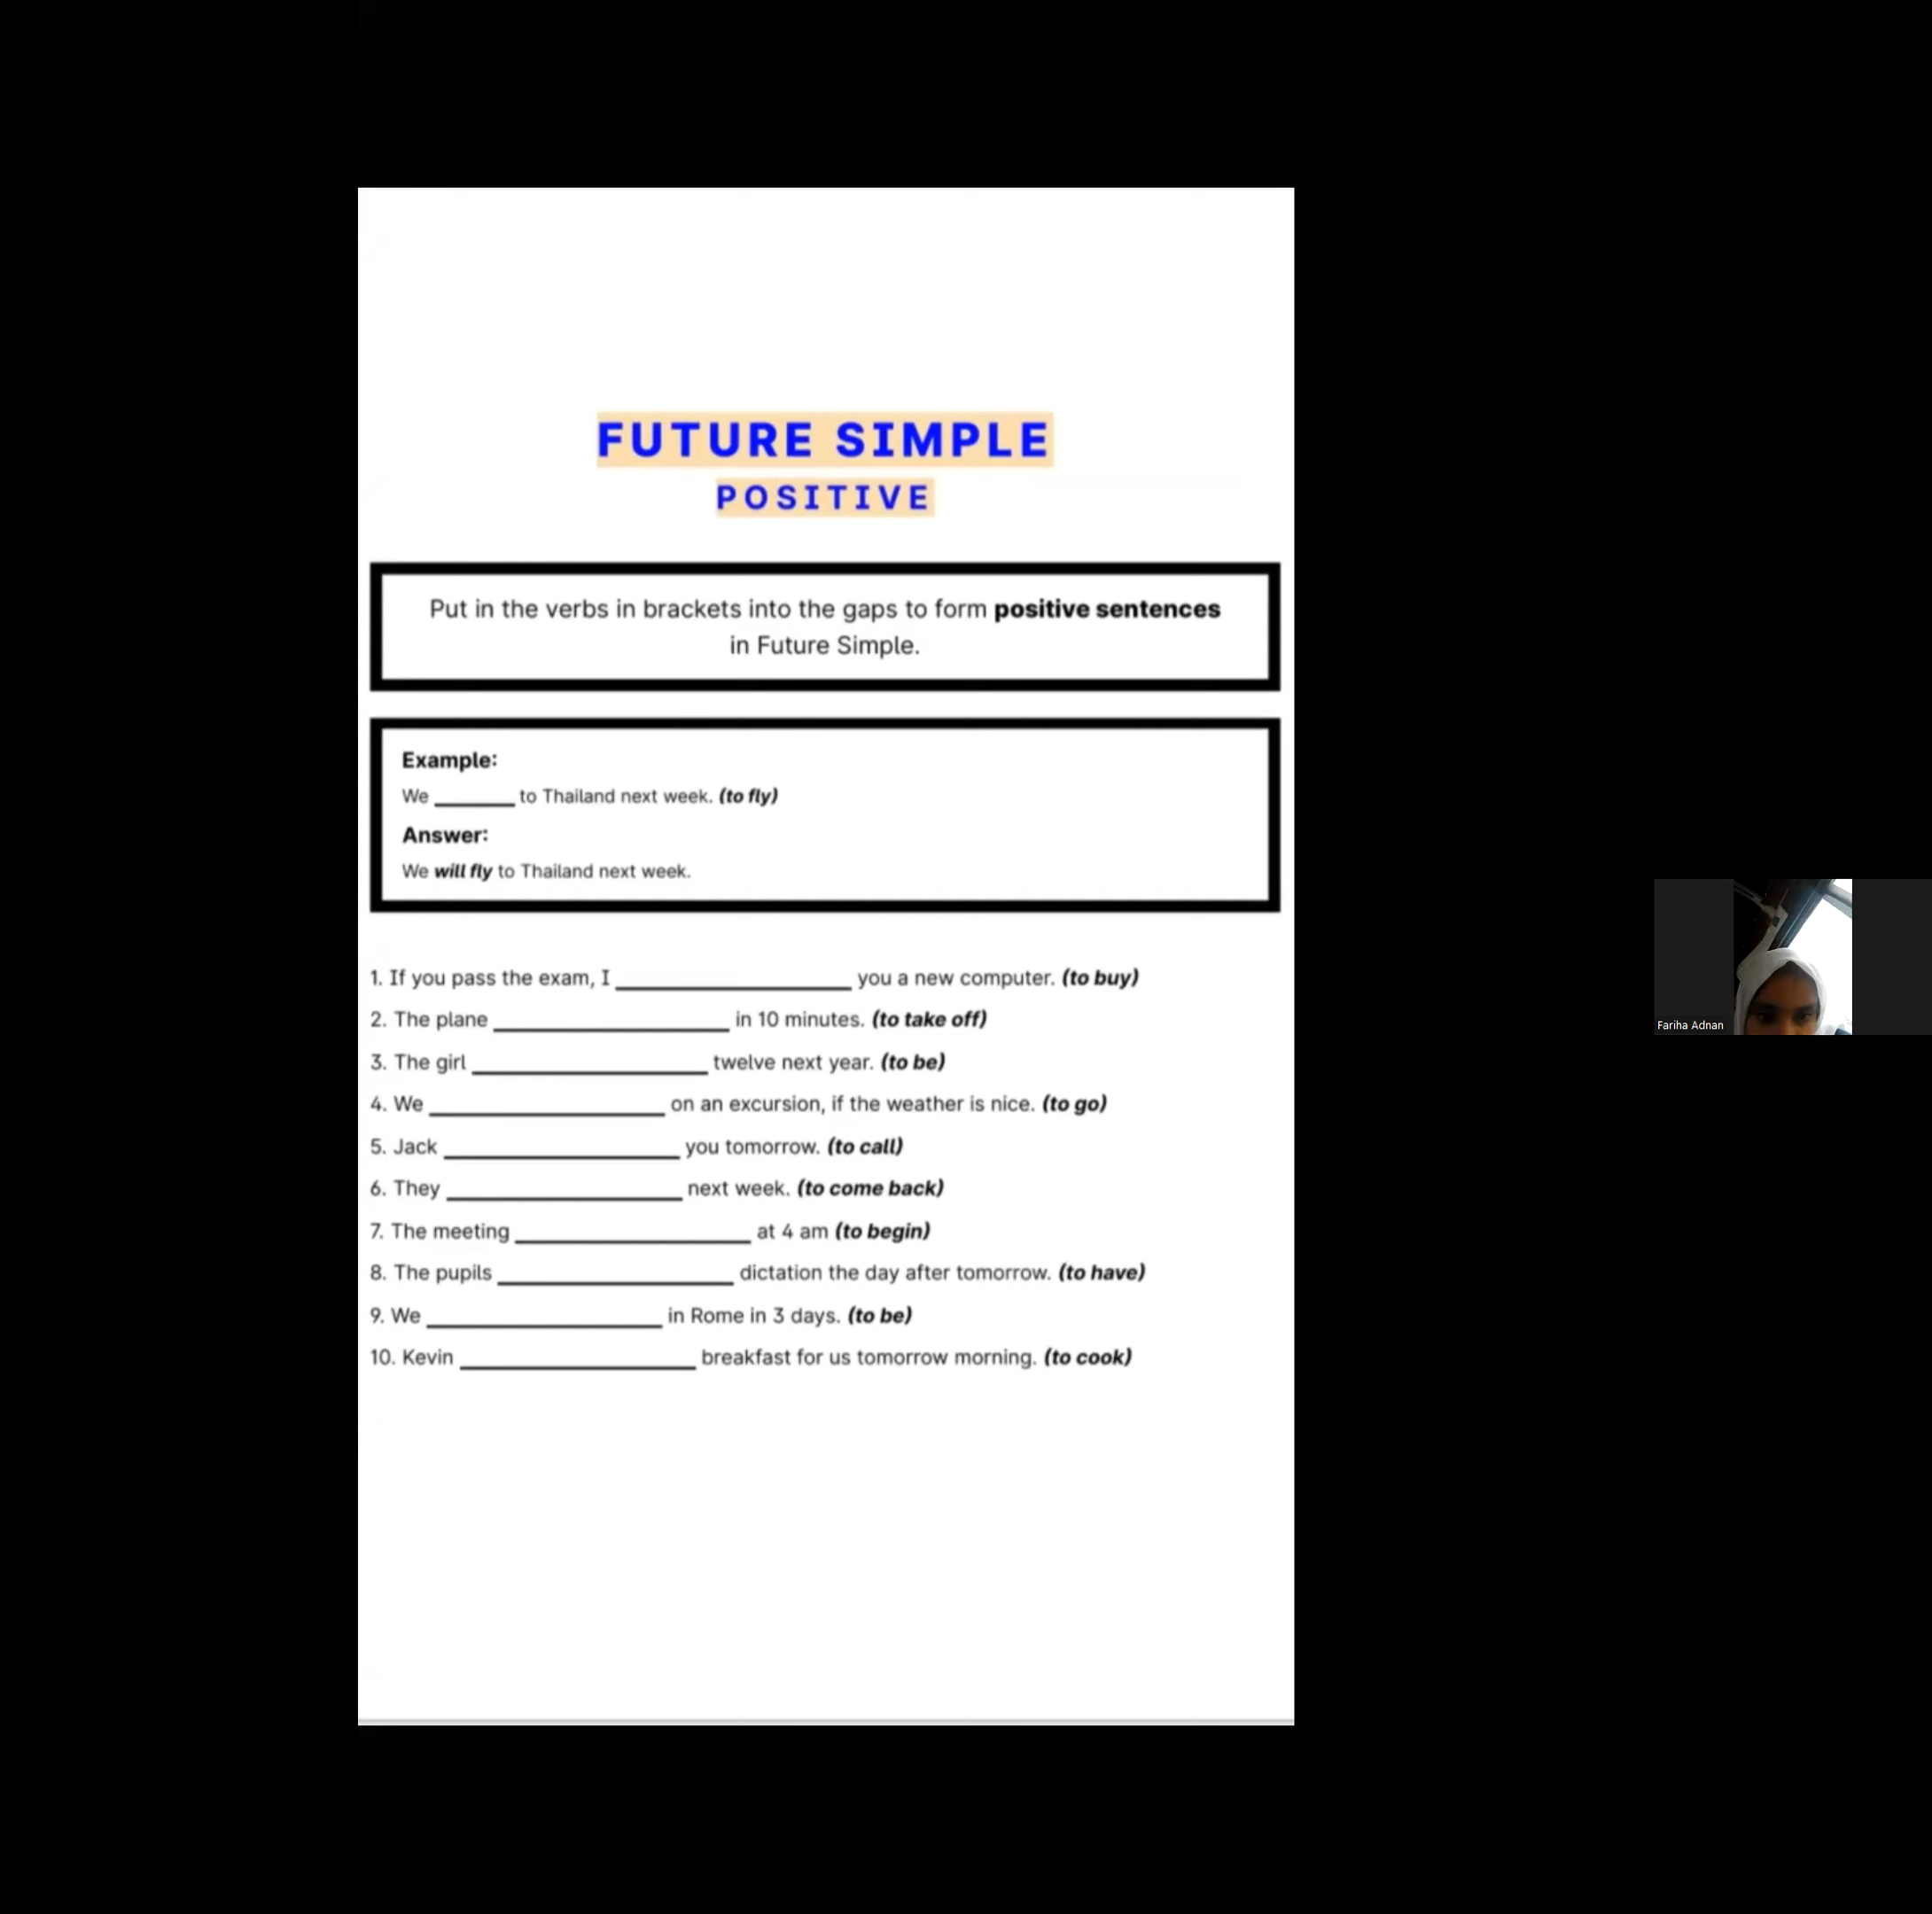 FUTURE SIMPLE
POSITIVE
Put in the verbs in brackets into the gaps to form positive sentences
in Future Simple.
Example:
We ________ to Thailand next week. (to fly)
Answer:
We will fly to Thailand next week.
1. If you pass the exam, I ____________________ you a new computer. (to buy)
2. The plane ____________________ in 10 minutes. (to take off)
3. The girl ____________________ twelve next year. (to be)
4. We ____________________ on an excursion, if the weather is nice. (to go)
5. Jack ____________________ you tomorrow. (to call)
6. They ____________________ next week. (to come back)
7. The meeting ____________________ at 4 am (to begin)
8. The pupils ____________________ dictation the day after tomorrow. (to have)
9. We ____________________ in Rome in 3 days. (to be)
10. Kevin ____________________ breakfast for us tomorrow morning. (to cook)
Fariha Adnan